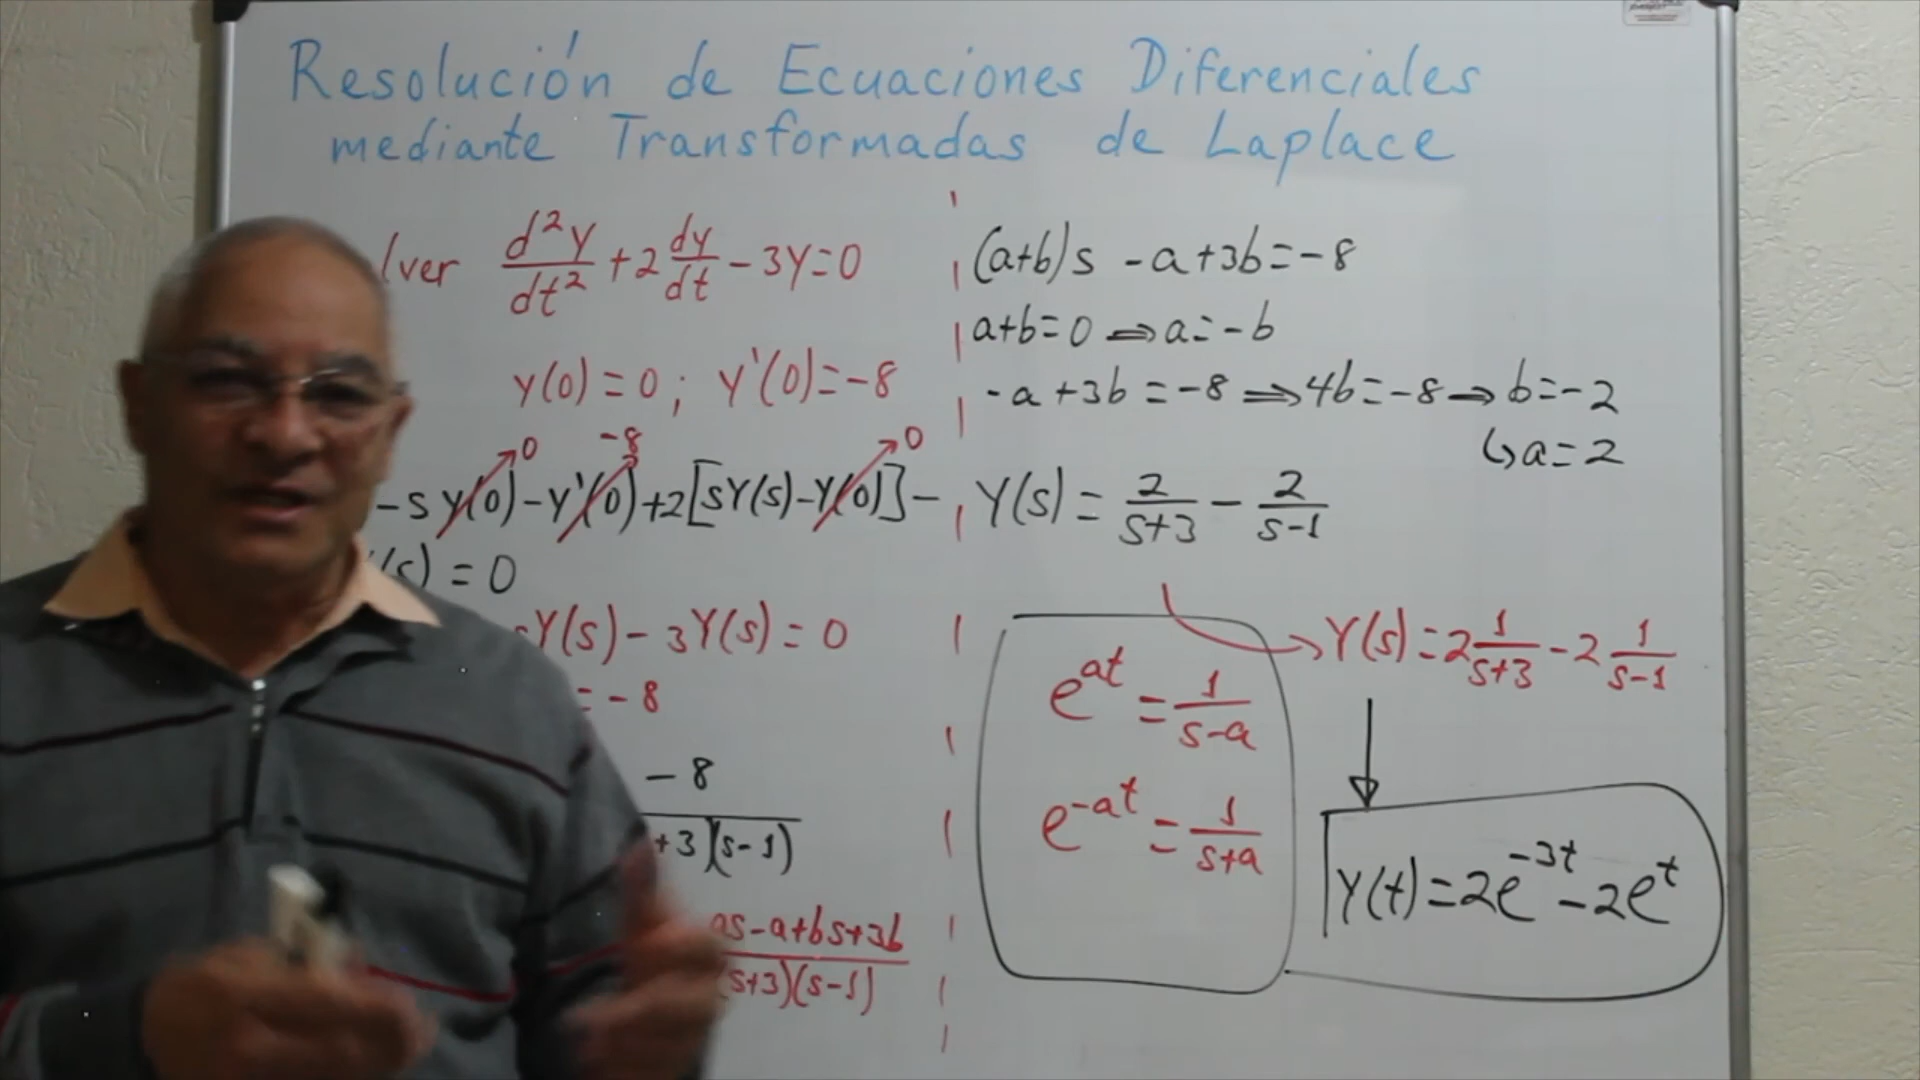 Resolución de Ecuaciones Diferenciales
mediante Transformadas de Laplace
lver d²y/dt² + 2 dy/dt - 3y = 0
y(0) = 0 ; y'(0) = -8
0 -8 0
- s y(0) - y'(0) + 2[sY(s) - y(0)] -
(s) = 0
sY(s) - 3Y(s) = 0
= -8
-8
+3)(s-1)
as-a+bs+3b
(s+3)(s-1)
(a+b)s - a + 3b = -8
a+b = 0 ⇒ a = -b
-a + 3b = -8 ⇒ 4b = -8 → b = -2
↳ a = 2
Y(s) = 2/(s+3) - 2/(s-1)
→ Y(s) = 2 1/(s+3) - 2 1/(s-1)
e^at = 1/(s-a)
e^-at = 1/(s+a)
y(t) = 2e^-3t - 2e^t